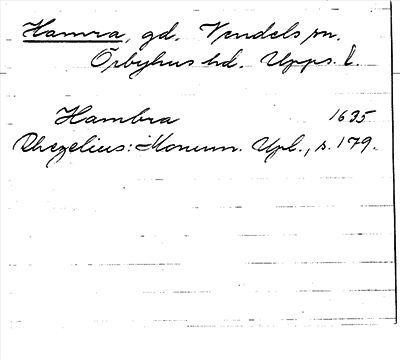 Hamra, gd. Vendels sn.
Örbyhus hd. Upps. l.
Hambra 1635
Rhezelius: Monum. Upl., s. 179.